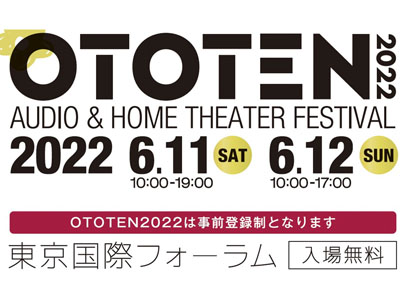 OTOTEN 2022
AUDIO & HOME THEATER FESTIVAL
2022 6.11 SAT 6.12 SUN
10:00-19:00 10:00-17:00
OTOTEN2022は事前登録制となります
東京国際フォーラム 入場無料